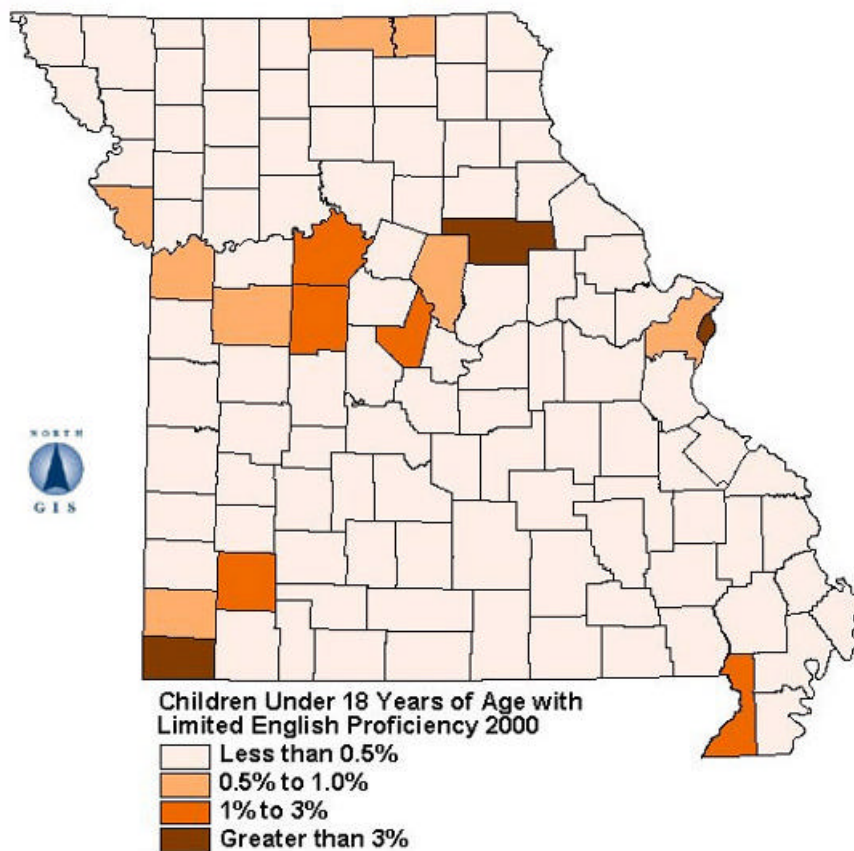 NORTH
GIS
Children Under 18 Years of Age with
Limited English Proficiency 2000
Less than 0.5%
0.5% to 1.0%
1% to 3%
Greater than 3%